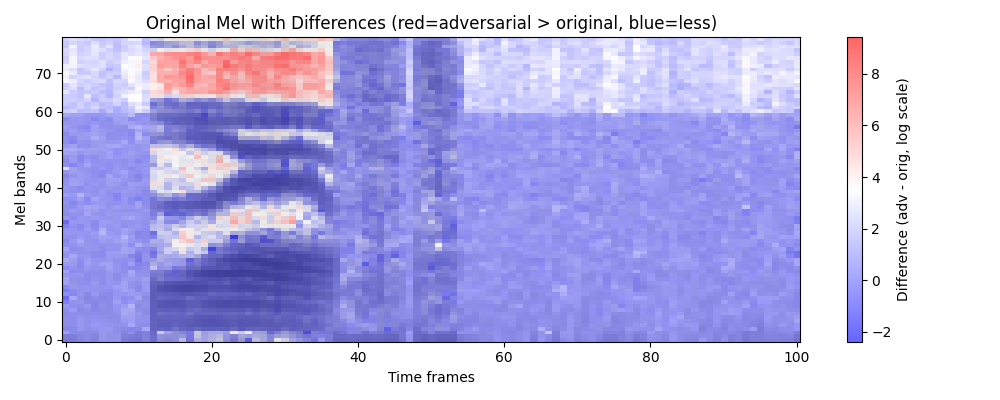 Original Mel with Differences (red=adversarial > original, blue=less)
Mel bands
70
60
50
40
30
20
10
0
0 20 40 60 80 100
Time frames
8
6
4
2
0
−2
Difference (adv - orig, log scale)